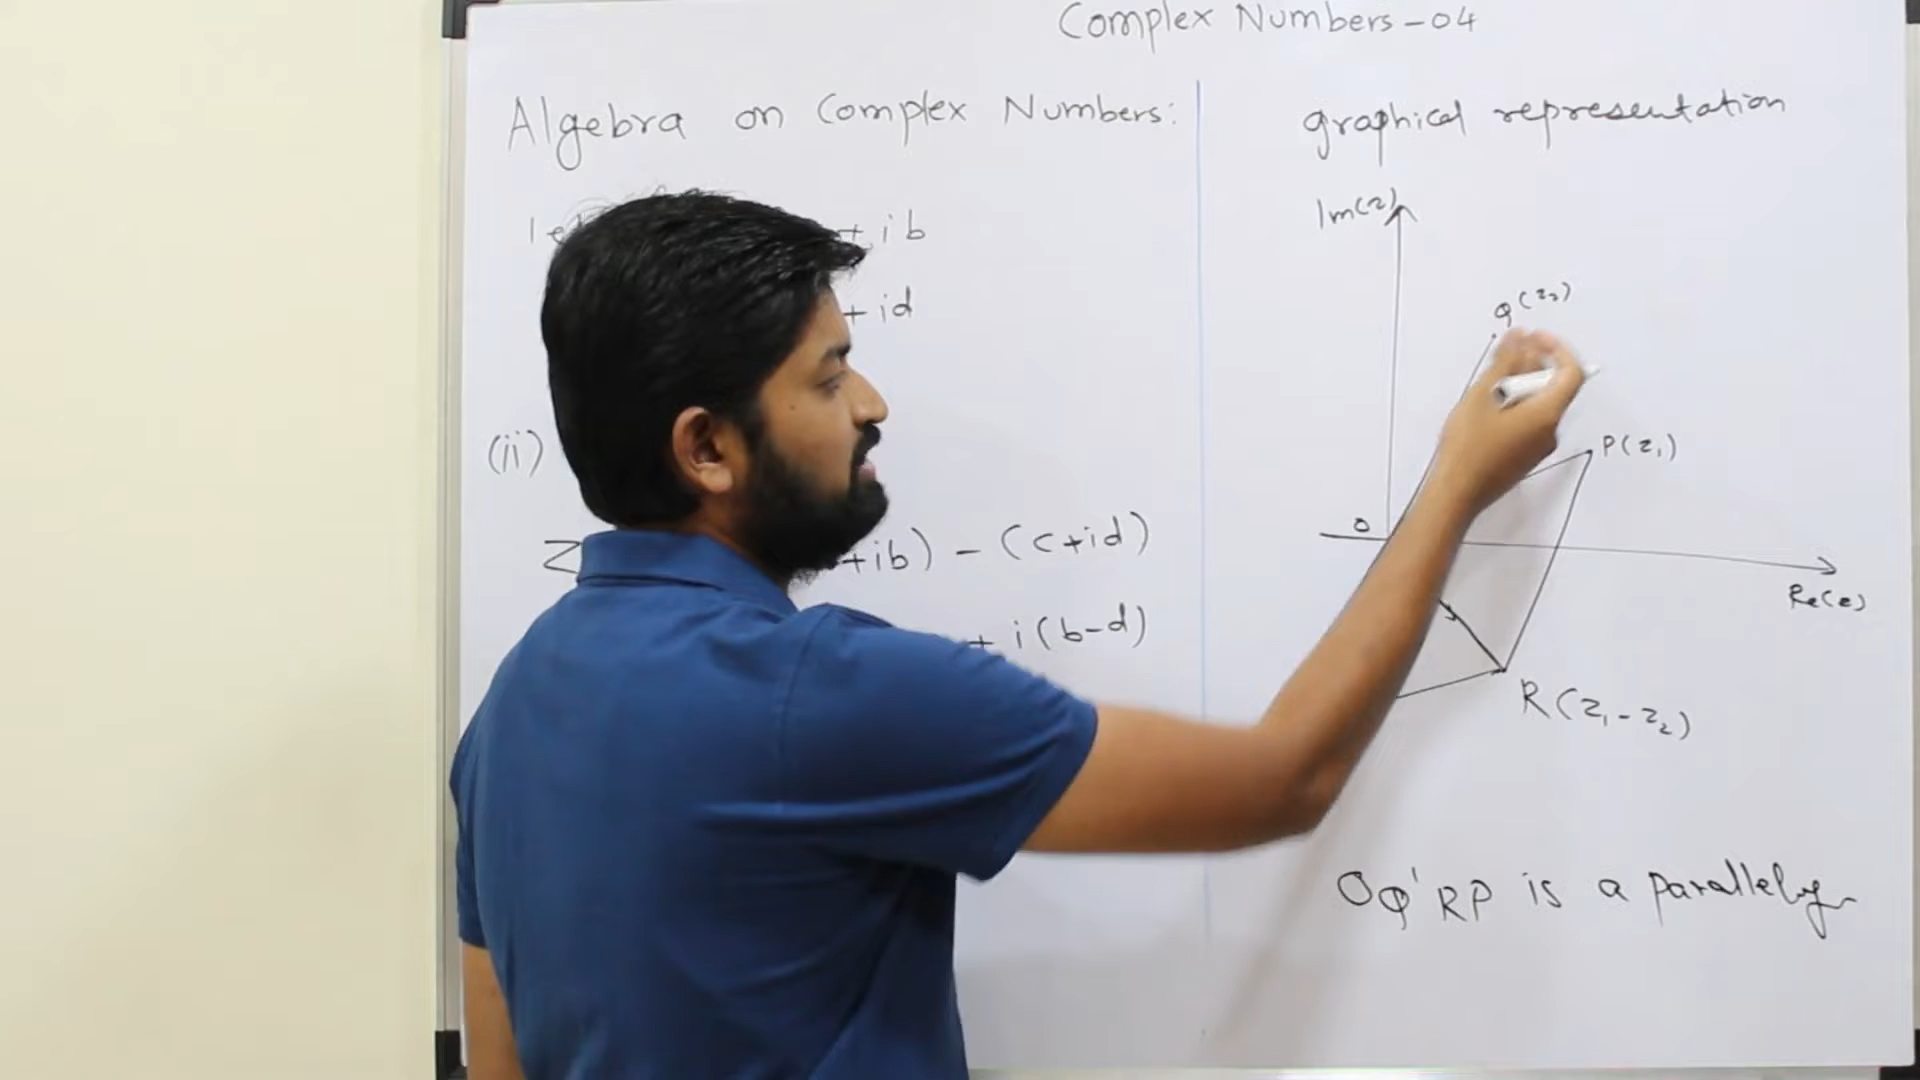 Complex Numbers-04
Algebra on Complex Numbers:
+ ib
+ id
(ii)
Z +ib) - (c+id)
+ i(b-d)
graphical representation
Im(z)
Q(z₂)
P(z₁)
O
Re(z)
R(z₁-z₂)
OQ'RP is a